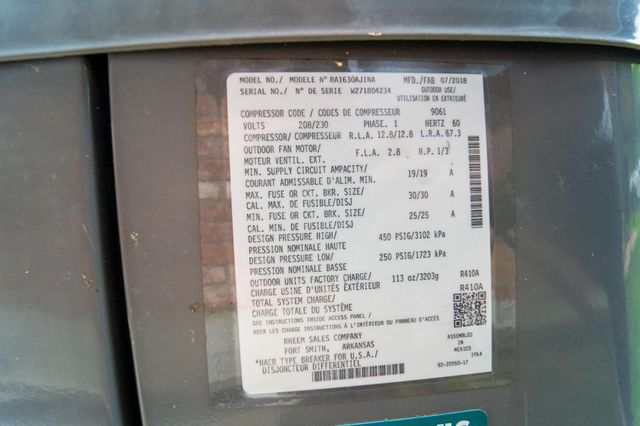 MODEL NO./ MODELE N° RA1630AJ1NA MFD./FAB 07/2018
SERIAL NO./ N° DE SERIE W271804234 OUTDOOR USE/
UTILISATION EN EXTRIEURE
COMPRESSOR CODE / CODES DE COMPRESSEUR 9061
VOLTS 208/230 PHASE. 1 HERTZ 60
COMPRESSOR/ COMPRESSEUR R.L.A. 12.8/12.8 L.R.A. 67.3
OUTDOOR FAN MOTOR/ F.L.A. 2.8 H.P. 1/3
MOTEUR VENTIL. EXT.
MIN. SUPPLY CIRCUIT AMPACITY/ 19/19 A
COURANT ADMISSABLE D'ALIM. MIN.
MAX. FUSE OR CKT. BKR. SIZE/ 30/30 A
CAL. MAX. DE FUSIBLE/DISJ
MIN. FUSE OR CKT. BRK. SIZE/ 25/25 A
CAL. MIN. DE FUSIBLE/DISJ
DESIGN PRESSURE HIGH/ 450 PSIG/3102 kPa
PRESSION NOMINALE HAUTE
DESIGN PRESSURE LOW/ 250 PSIG/1723 kPa
PRESSION NOMINALE BASSE
OUTDOOR UNITS FACTORY CHARGE/ 113 oz/3203g R410A
CHARGE USINE D'UNITÉS ÉXTÉRIEUR R410A
TOTAL SYSTEM CHARGE/
CHARGE TOTALE DU SYSTÈME
SEE INSTRUCTIONS INSIDE ACCESS PANEL /
VOIR LES CHARGE INSTRUCTIONS À L'INTÉRIEUR DU PANNEAU D'ACCÉS
RHEEM SALES COMPANY ASSEMBLED
FORT SMITH, ARKANSAS IN
MEXICO
*HACR TYPE BREAKER FOR U.S.A./
DISJONCTEUR DIFFERENTIEL
92-22050-17